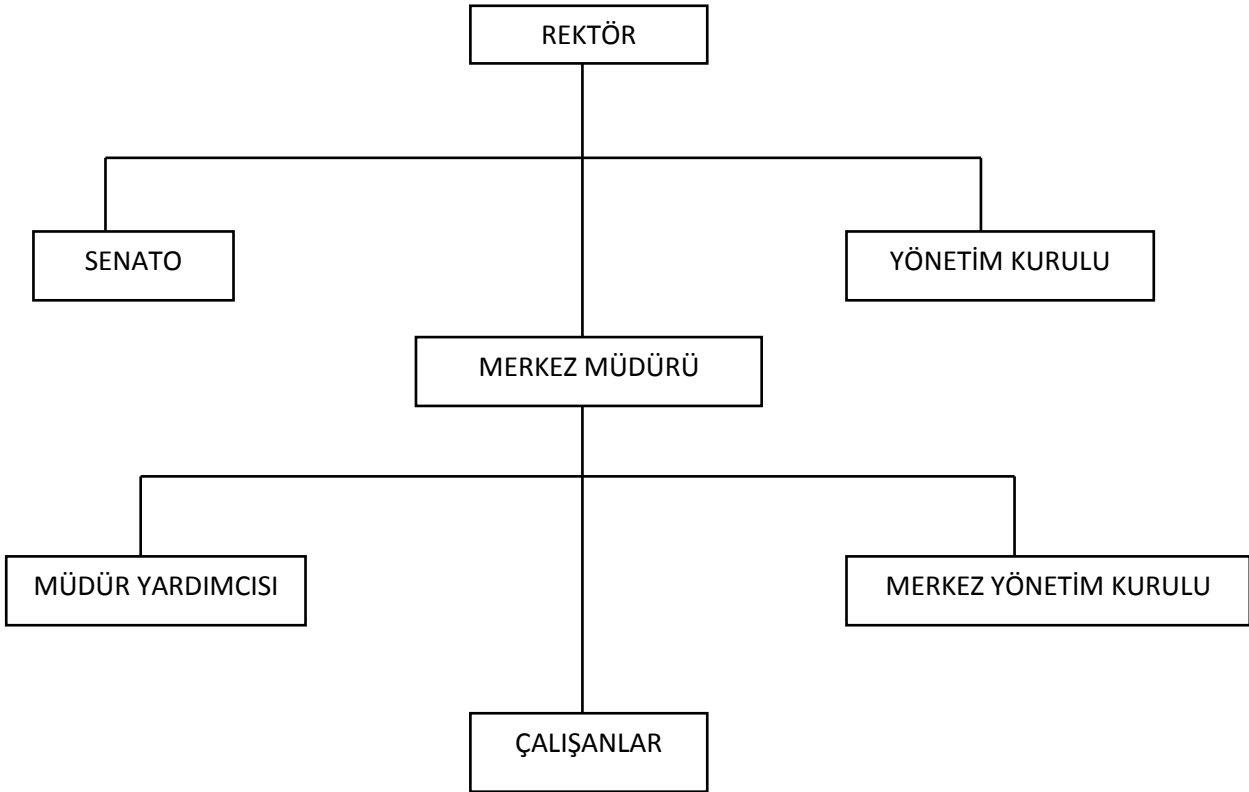 REKTÖR
SENATO
YÖNETİM KURULU
MERKEZ MÜDÜRÜ
MÜDÜR YARDIMCISI
MERKEZ YÖNETİM KURULU
ÇALIŞANLAR